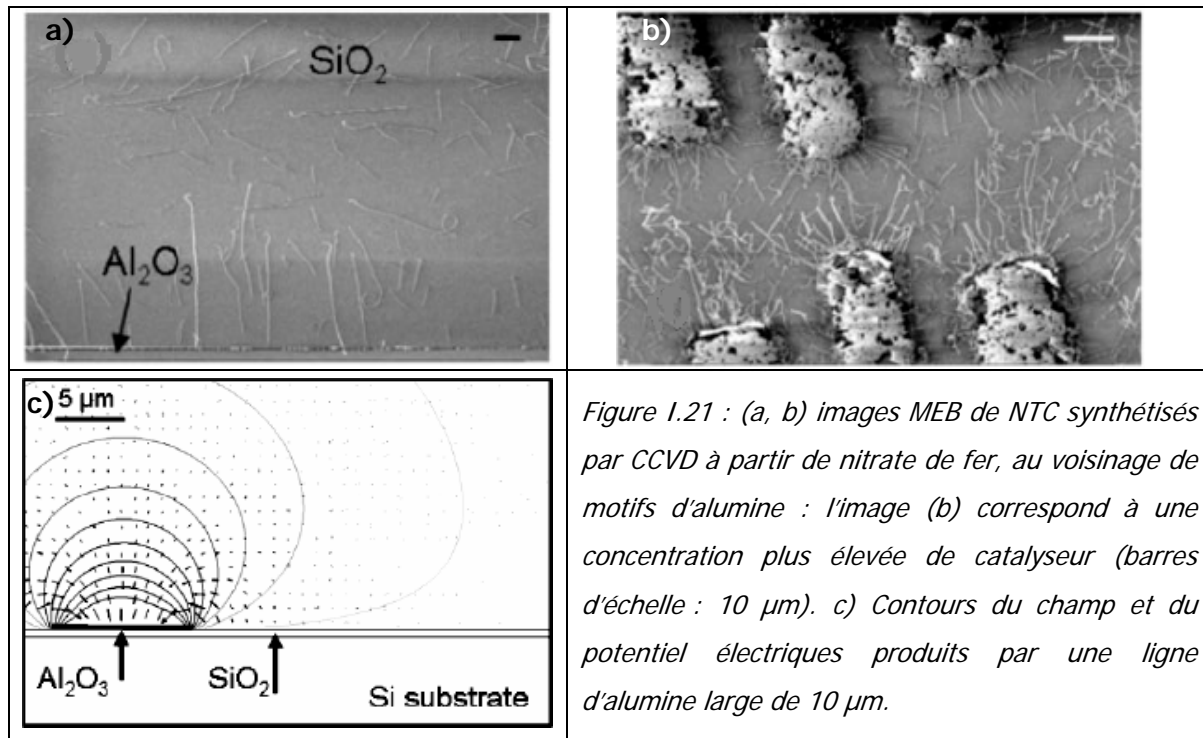 a)
SiO₂
Al₂O₃
b)
c) 5 µm
Al₂O₃
SiO₂
Si substrate
Figure I.21 : (a, b) images MEB de NTC synthétisés
par CCVD à partir de nitrate de fer, au voisinage de
motifs d'alumine : l'image (b) correspond à une
concentration plus élevée de catalyseur (barres
d'échelle : 10 µm). c) Contours du champ et du
potentiel électriques produits par une ligne
d'alumine large de 10 µm.